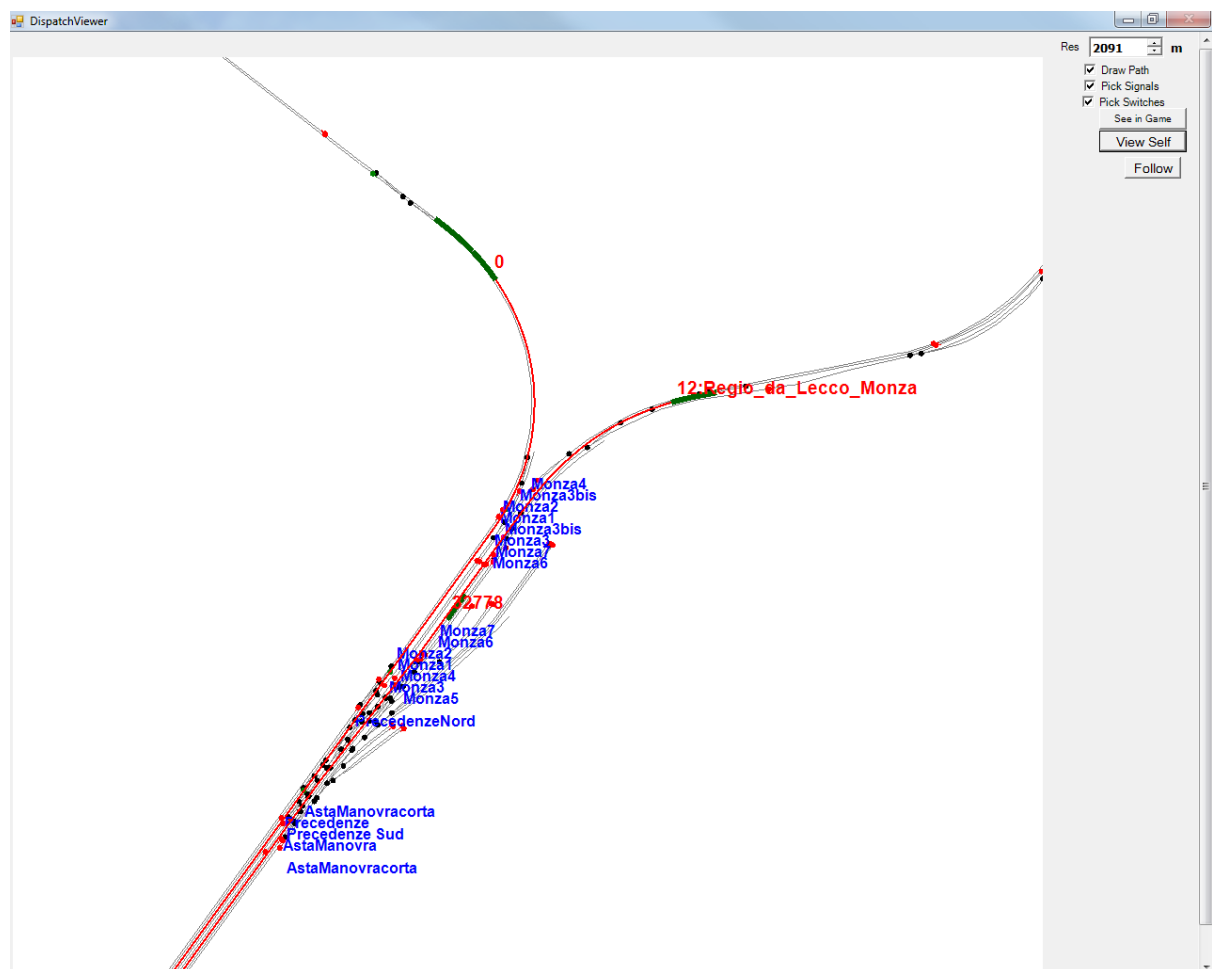 DispatchViewer
Res 2091 m
Draw Path
Pick Signals
Pick Switches
See in Game
View Self
Follow
0
12:Regio_da_Lecco_Monza
Monza4
Monza3bis
Monza2
Monza1
Monza3bis
Monza3
Monza7
Monza6
22778
Monza7
Monza6
Monza2
Monza1
Monza4
Monza3
Monza5
PrecedenzeNord
AstaManovracorta
Precedenze
Precedenze Sud
AstaManovra
AstaManovracorta